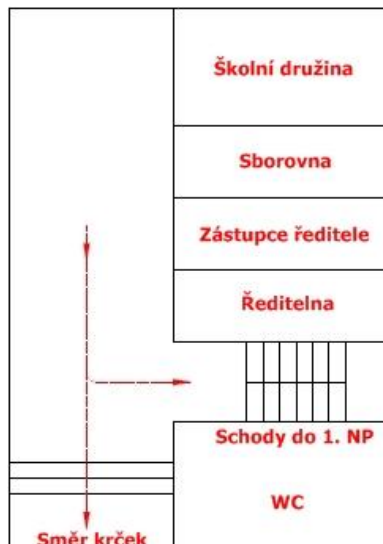 Školní družina
Sborovna
Zástupce ředitele
Ředitelna
Schody do 1. NP
WC
Směr krček